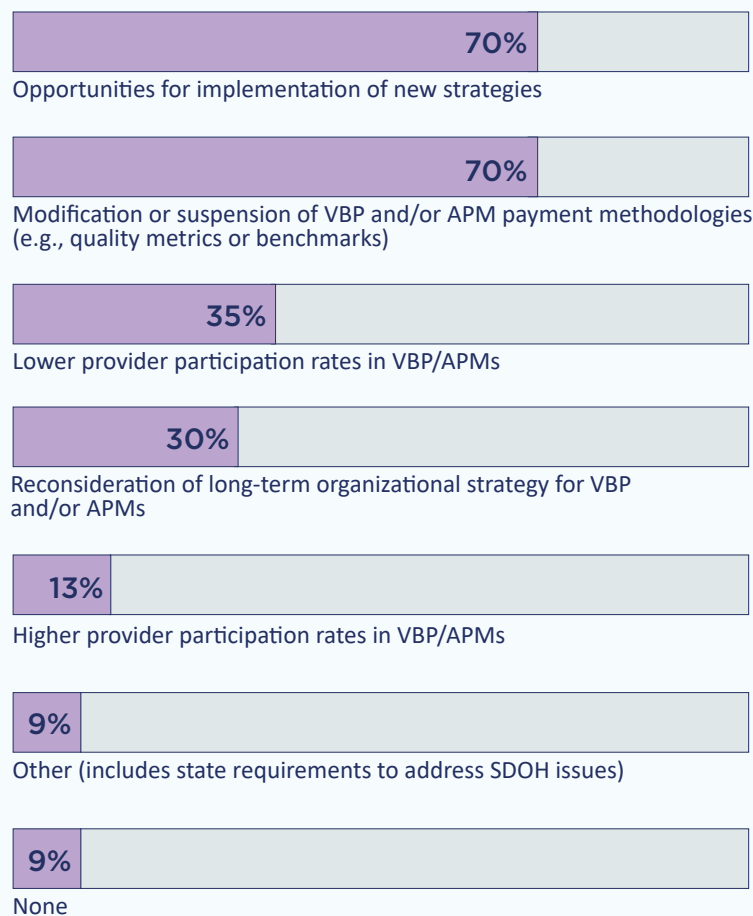 70%
Opportunities for implementation of new strategies
70%
Modification or suspension of VBP and/or APM payment methodologies
(e.g., quality metrics or benchmarks)
35%
Lower provider participation rates in VBP/APMs
30%
Reconsideration of long-term organizational strategy for VBP
and/or APMs
13%
Higher provider participation rates in VBP/APMs
9%
Other (includes state requirements to address SDOH issues)
9%
None